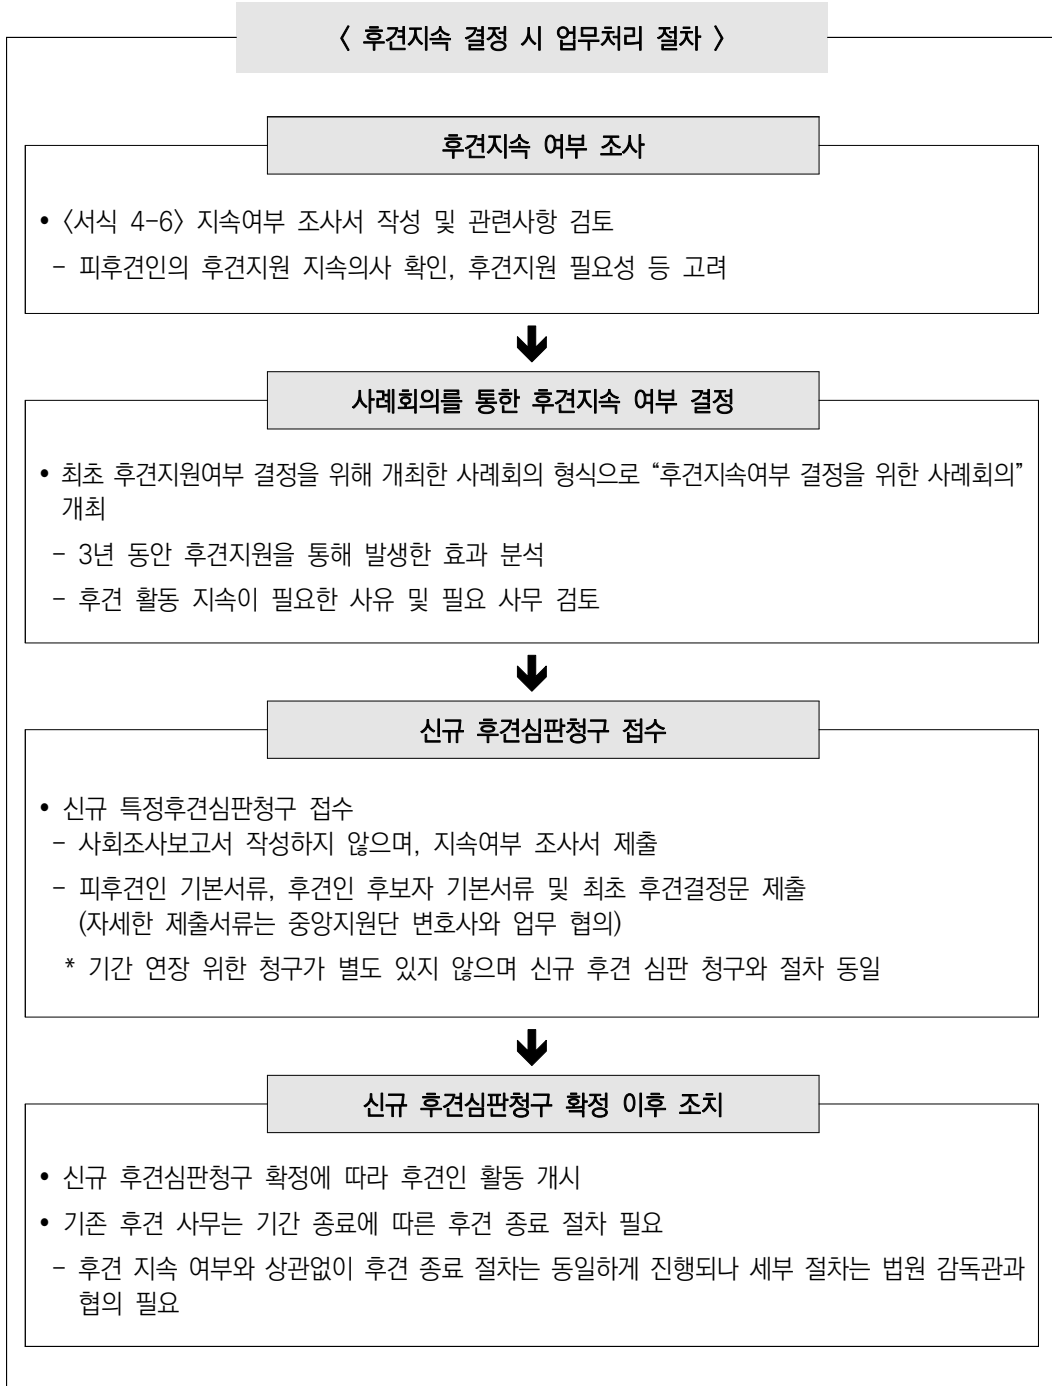 〈 후견지속 결정 시 업무처리 절차 〉
후견지속 여부 조사
• 〈서식 4-6〉 지속여부 조사서 작성 및 관련사항 검토
- 피후견인의 후견지원 지속의사 확인, 후견지원 필요성 등 고려
사례회의를 통한 후견지속 여부 결정
• 최초 후견지원여부 결정을 위해 개최한 사례회의 형식으로 “후견지속여부 결정을 위한 사례회의”
개최
- 3년 동안 후견지원을 통해 발생한 효과 분석
- 후견 활동 지속이 필요한 사유 및 필요 사무 검토
신규 후견심판청구 접수
• 신규 특정후견심판청구 접수
- 사회조사보고서 작성하지 않으며, 지속여부 조사서 제출
- 피후견인 기본서류, 후견인 후보자 기본서류 및 최초 후견결정문 제출
(자세한 제출서류는 중앙지원단 변호사와 업무 협의)
* 기간 연장 위한 청구가 별도 있지 않으며 신규 후견 심판 청구와 절차 동일
신규 후견심판청구 확정 이후 조치
• 신규 후견심판청구 확정에 따라 후견인 활동 개시
• 기존 후견 사무는 기간 종료에 따른 후견 종료 절차 필요
- 후견 지속 여부와 상관없이 후견 종료 절차는 동일하게 진행되나 세부 절차는 법원 감독관과
협의 필요